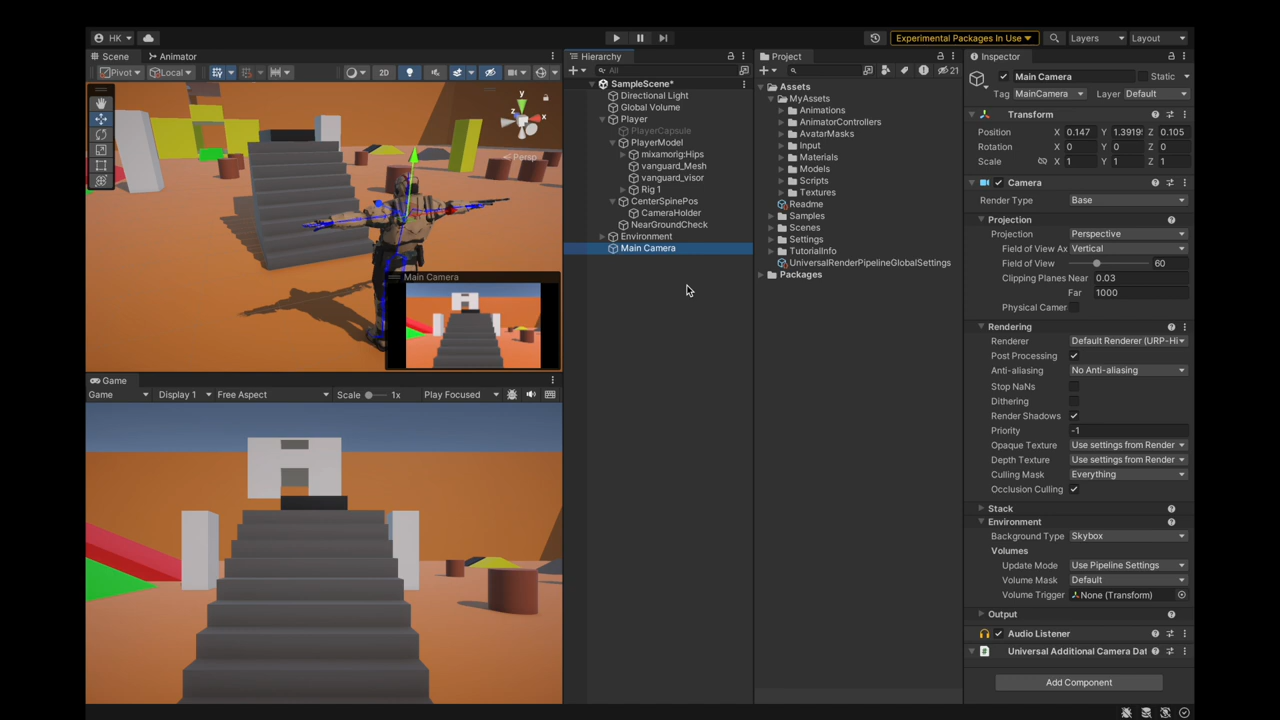 HK
Experimental Packages In Use
Layers
Layout
Scene
Animator
Pivot
Local
2D
y
z
Persp
Main Camera
Game
Game
Display 1
Free Aspect
Scale
1x
Play Focused
Hierarchy
All
SampleScene*
Directional Light
Global Volume
Player
PlayerCapsule
PlayerModel
mixamorig:Hips
vanguard_Mesh
vanguard_visor
Rig 1
CenterSpinePos
CameraHolder
NearGroundCheck
Environment
Main Camera
Project
21
Assets
MyAssets
Animations
AnimatorControllers
AvatarMasks
Input
Materials
Models
Scripts
Textures
Readme
Samples
Scenes
Settings
TutorialInfo
UniversalRenderPipelineGlobalSettings
Packages
Inspector
Main Camera
Static
Tag MainCamera Layer Default
Transform
Position X 0.147 Y 1.3919 Z 0.105
Rotation X 0 Y 0 Z 0
Scale X 1 Y 1 Z 1
Camera
Render Type Base
Projection
Projection Perspective
Field of View Ax Vertical
Field of View 60
Clipping Planes Near 0.03
Far 1000
Physical Camer
Rendering
Renderer Default Renderer (URP-Hi
Post Processing
Anti-aliasing No Anti-aliasing
Stop NaNs
Dithering
Render Shadows
Priority -1
Opaque Texture Use settings from Render
Depth Texture Use settings from Render
Culling Mask Everything
Occlusion Culling
Stack
Environment
Background Type Skybox
Volumes
Update Mode Use Pipeline Settings
Volume Mask Default
Volume Trigger None (Transform)
Output
Audio Listener
Universal Additional Camera Dat
Add Component